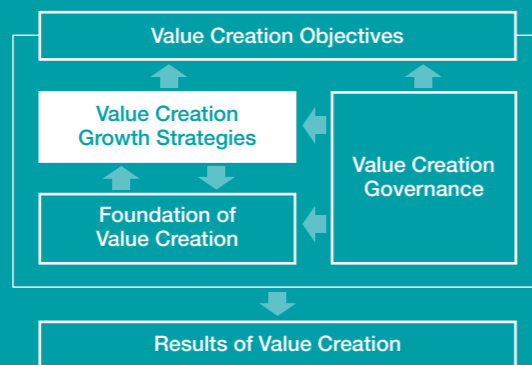 Value Creation Objectives
Value Creation
Growth Strategies
Value Creation
Governance
Foundation of
Value Creation
Results of Value Creation